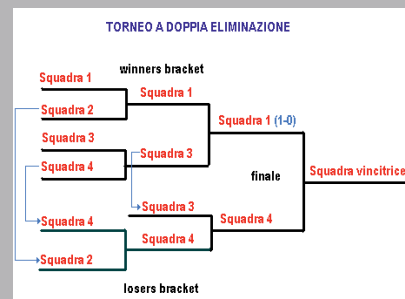 TORNEO A DOPPIA ELIMINAZIONE
winners bracket
Squadra 1
Squadra 1
Squadra 2
Squadra 1 (1-0)
Squadra 3
Squadra 3
Squadra 4
finale
Squadra vincitrice
Squadra 3
Squadra 4
Squadra 4
Squadra 4
Squadra 2
losers bracket